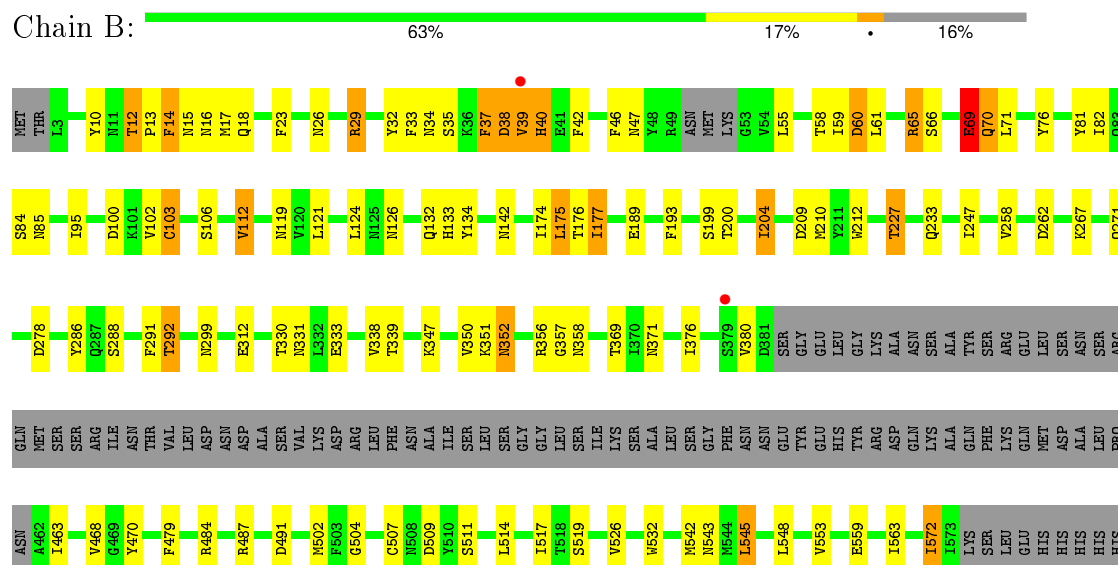 Chain B:
63% 17% • 16%
MET THR L3 Y10 N11 T12 P13 F14 N15 N16 M17 Q18 F23 N26 R29 Y32 F33 N34 S35 K36 F37 D38 V39 H40 E41 F42 F46 N47 Y48 R49 ASN MET LYS G53 V54 L55 T58 I59 D60 L61 R65 S66 E69 Q70 L71 Y76 Y81 I82
S84 N85 I95 D100 K101 V102 C103 S106 V112 N119 V120 L121 L124 N125 N126 Q132 H133 Y134 N142 I174 L175 T176 I177 E189 F193 S199 T200 I204 D209 M210 Y211 W212 T227 Q233 I247 V258 D262 K267
D278 Y286 Q287 S288 F291 T292 N299 E312 T330 N331 L332 E333 V338 T339 K347 V350 K351 N352 R356 G357 N358 T369 I370 N371 I376 S379 V380 D381 SER GLY GLU LEU GLY LYS ALA ASN SER ALA TYR SER ARG GLU LEU SER ASN SER ARG
GLN MET SER SER ARG ILE ASN THR VAL LEU ASP ASN ASP ALA SER VAL LYS ASP ARG LEU PHE ASN ALA ILE SER LEU SER GLY GLY LEU SER ILE LYS SER ALA LEU SER GLY PHE ASN ASN GLU TYR GLU HIS TYR ARG ASP GLN LYS ALA GLN PHE LYS GLN MET ASP ALA LEU PRO
ASN A462 I463 V468 G469 Y470 F479 R484 R487 D491 M502 F503 G504 C507 N508 D509 Y510 S511 L514 I517 T518 S519 V526 W532 M542 N543 M544 L545 L548 V553 E559 I563 I572 I573 LYS SER LEU GLU HIS HIS HIS HIS HIS